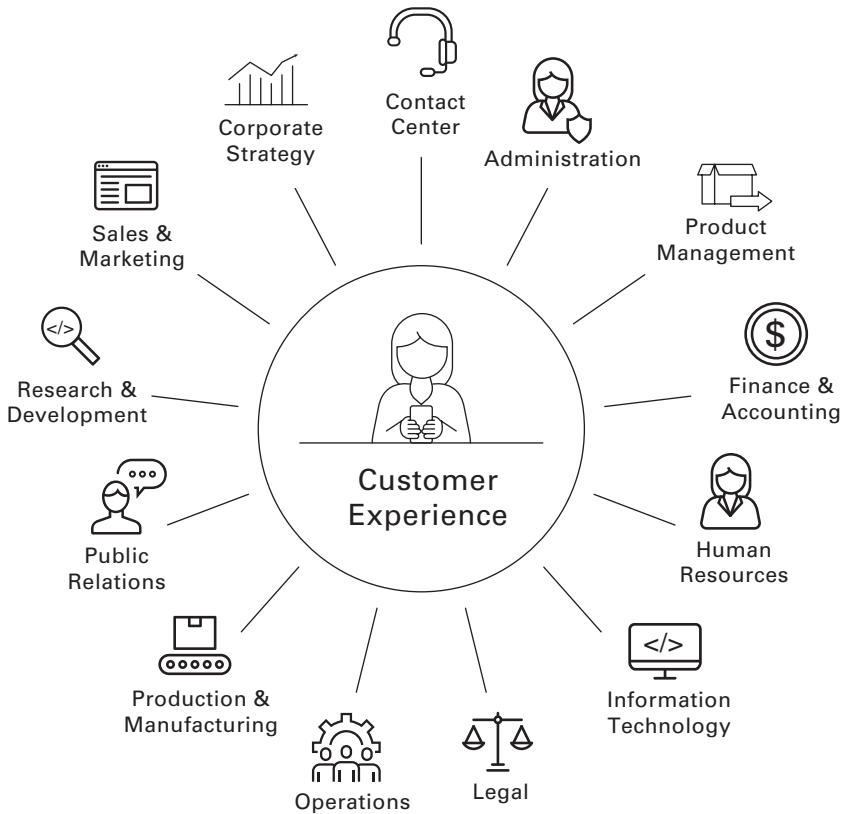 Contact
Center
Administration
Product
Management
$
Finance &
Accounting
Human
Resources
</>
Information
Technology
Legal
Operations
Production &
Manufacturing
Public
Relations
</>
Research &
Development
Sales &
Marketing
Corporate
Strategy
Customer
Experience